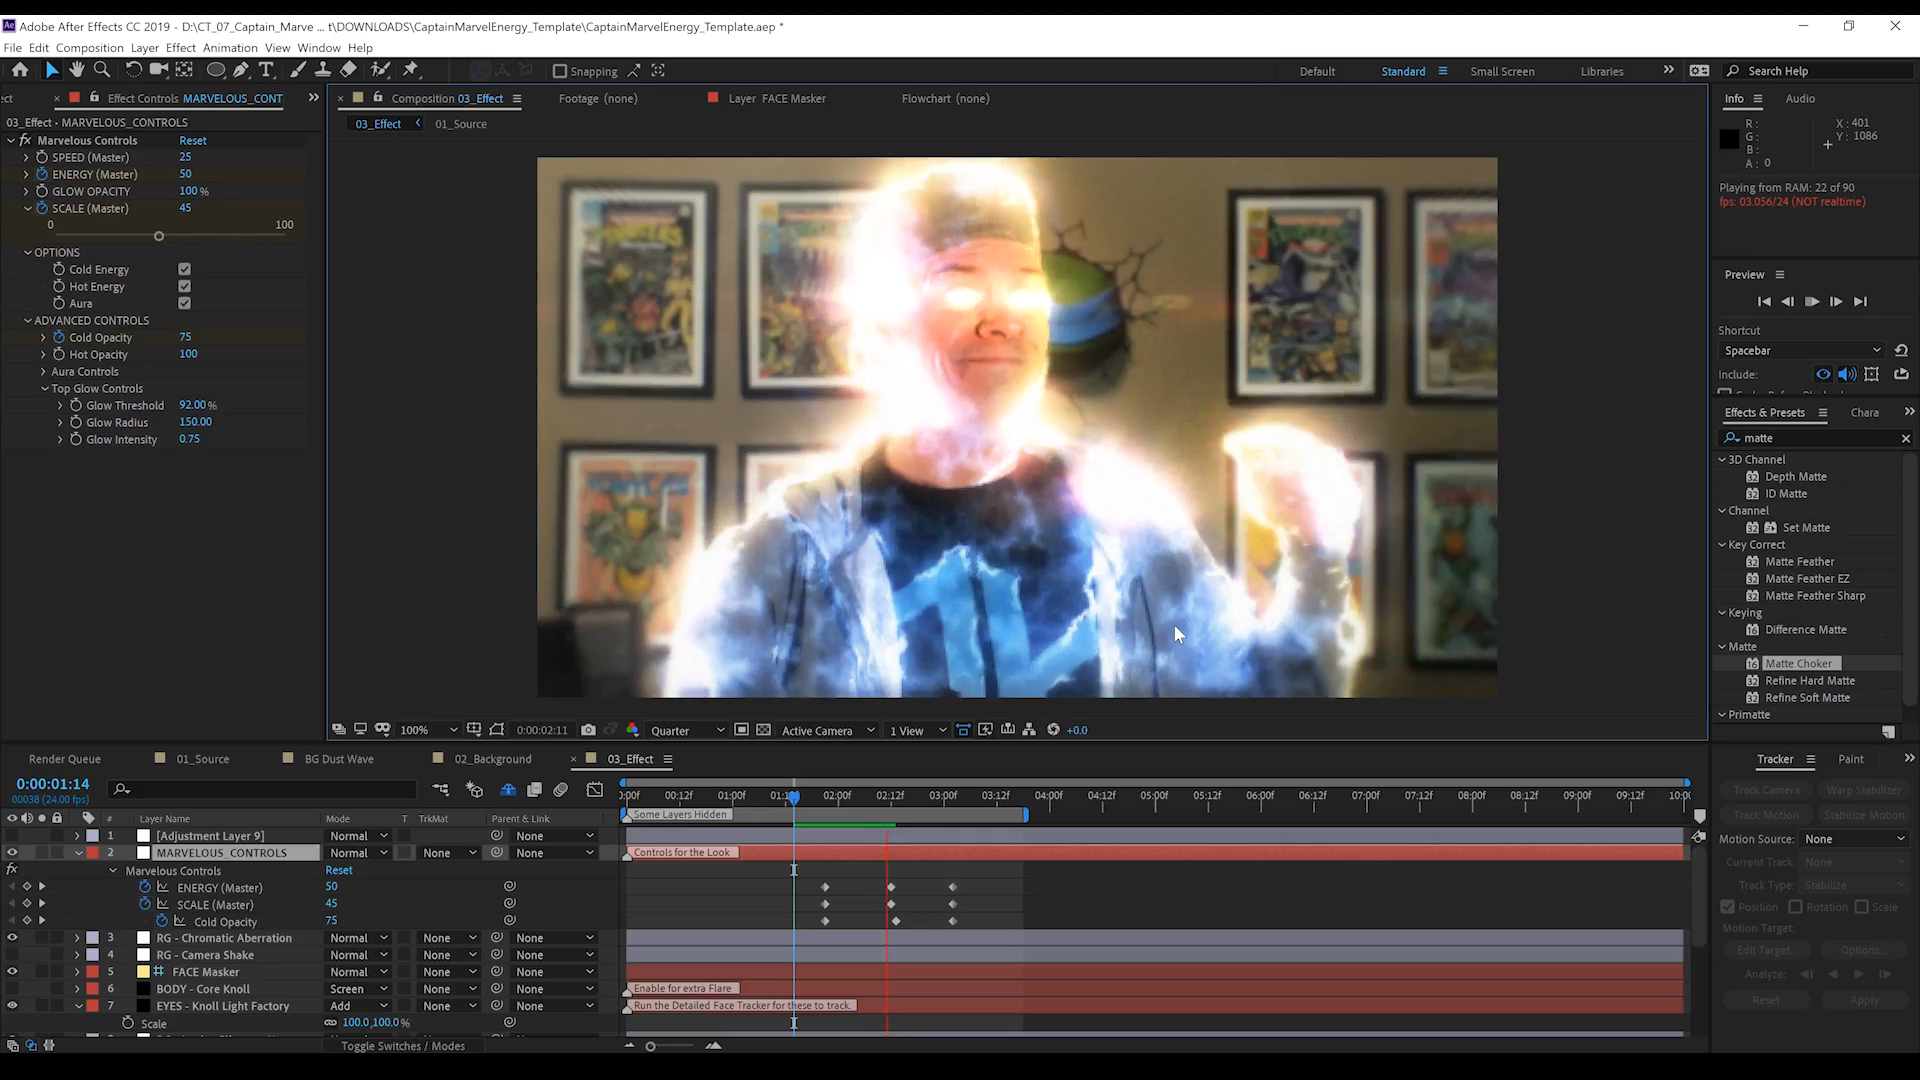 Adobe After Effects CC 2019 - D:\CT_07_Captain_Marve ... t\DOWNLOADS\CaptainMarvelEnergy_Template\CaptainMarvelEnergy_Template.aep *
File Edit Composition Layer Effect Animation View Window Help
Snapping
Default Standard Small Screen Libraries Search Help
Effect Controls MARVELOUS_CONT
03_Effect • MARVELOUS_CONTROLS
Marvelous Controls Reset
SPEED (Master) 25
ENERGY (Master) 50
GLOW OPACITY 100 %
SCALE (Master) 45
0 100
OPTIONS
Cold Energy
Hot Energy
Aura
ADVANCED CONTROLS
Cold Opacity 75
Hot Opacity 100
Aura Controls
Top Glow Controls
Glow Threshold 92.00 %
Glow Radius 150.00
Glow Intensity 0.75
Composition 03_Effect Footage (none) Layer FACE Masker Flowchart (none)
03_Effect 01_Source
100% 0:00:02:11 Quarter Active Camera 1 View +0.0
Info Audio
R :
G :
B :
A : 0
X : 401
Y : 1086
Playing from RAM: 22 of 90
fps: 03.056/24 (NOT realtime)
Preview
Shortcut
Spacebar
Include:
Effects & Presets Chara
matte
3D Channel
Depth Matte
ID Matte
Channel
Set Matte
Key Correct
Matte Feather
Matte Feather EZ
Matte Feather Sharp
Keying
Difference Matte
Matte
Matte Choker
Refine Hard Matte
Refine Soft Matte
Primatte
Tracker Paint
Track Camera Warp Stabilizer
Track Motion Stabilize Motion
Motion Source: None
Current Track: None
Track Type: Stabilize
Position Rotation Scale
Motion Target:
Edit Target... Options...
Analyze:
Reset Apply
Render Queue 01_Source BG Dust Wave 02_Background 03_Effect
0:00:01:14
00038 (24.00 fps)
00:12f 01:00f 02:00f 02:12f 03:00f 03:12f 04:00f 04:12f 05:00f 05:12f 06:00f 06:12f 07:00f 07:12f 08:00f 08:12f 09:00f 09:12f
Some Layers Hidden
# Layer Name Mode T TrkMat Parent & Link
1 [Adjustment Layer 9] Normal None
2 MARVELOUS_CONTROLS Normal None None
Controls for the Look
Marvelous Controls Reset
ENERGY (Master) 50
SCALE (Master) 45
Cold Opacity 75
3 RG - Chromatic Aberration Normal None None
4 RG - Camera Shake Normal None None
5 FACE Masker Normal None None
6 BODY - Core Knoll Screen None None
Enable for extra Flare
7 EYES - Knoll Light Factory Add None None
Run the Detailed Face Tracker for these to track.
Scale 100.0,100.0 %
Toggle Switches / Modes